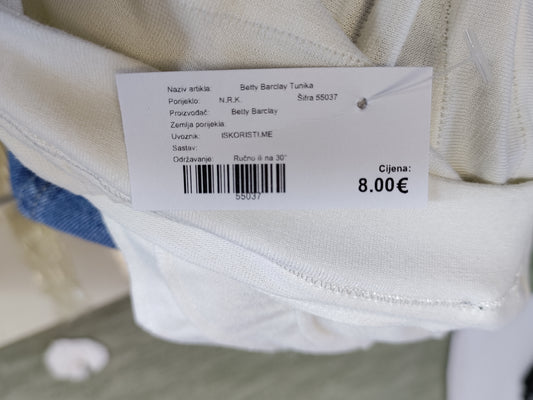 Naziv artikla: Betty Barclay Tunika
Porijeklo: N.R.K. Šifra 55037
Proizvođač: Betty Barclay
Zemlja porijekla:
Uvoznik: ISKORISTI.ME
Sastav:
Održavanje: Ručnu ili na 30°
55037
Cijena:
8.00€